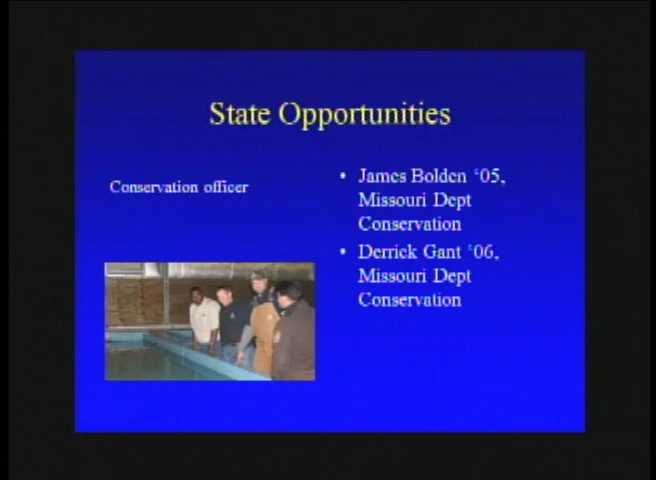 State Opportunities
Conservation officer
• James Bolden ‘05,
Missouri Dept
Conservation
• Derrick Gant ‘06,
Missouri Dept
Conservation